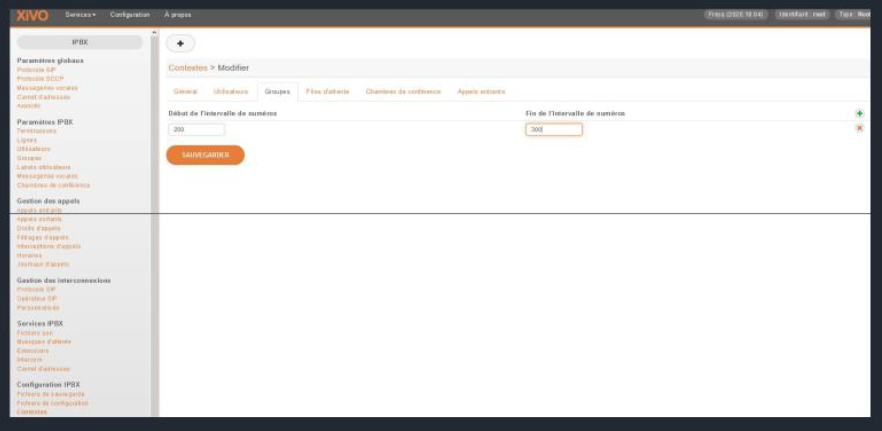 XiVO Services Configuration À propos Freya (2020.18.04) Identifiant : root Type : Root
IPBX
Paramètres globaux
Protocole SIP
Protocole SCCP
Messageries vocales
Carnet d'adresses
Avancés
Paramètres IPBX
Terminaisons
Lignes
Utilisateurs
Groupes
Labels utilisateurs
Messageries vocales
Chambres de conférence
Gestion des appels
Appels entrants
Appels sortants
Droits d'appels
Filtrages d'appels
Interceptions d'appels
Horaires
Journaux d'appels
Gestion des interconnexions
Protocole SIP
Opérateur SIP
Personnalisés
Services IPBX
Fichiers son
Musiques d'attente
Extensions
Intercom
Carnet d'adresses
Configuration IPBX
Fichiers de sauvegarde
Fichiers de configuration
Contextes
+
Contextes > Modifier
Général Utilisateurs Groupes Files d'attente Chambres de conférence Appels entrants
Début de l'intervalle de numéros Fin de l'intervalle de numéros
200 300
SAUVEGARDER